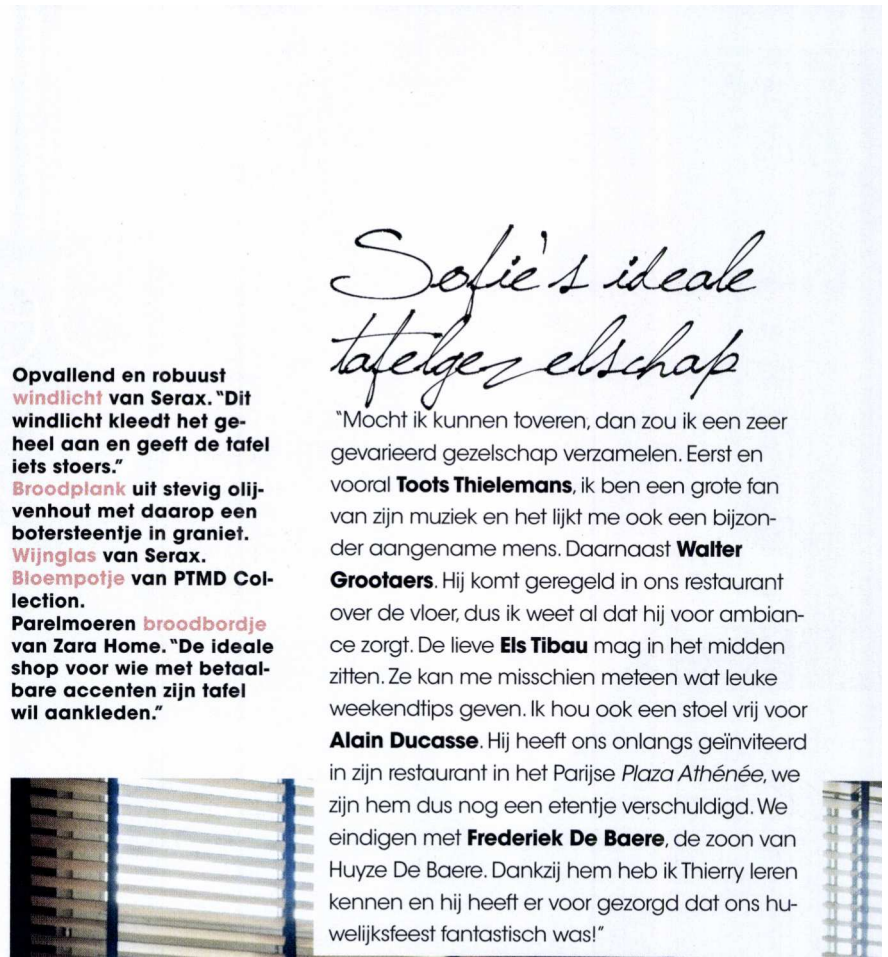 Sofie's ideale
tafelgezelschap
Opvallend en robuust
windlicht van Serax. "Dit
windlicht kleedt het ge-
heel aan en geeft de tafel
iets stoers."
Broodplank uit stevig olij-
venhout met daarop een
botersteentje in graniet.
Wijnglas van Serax.
Bloempotje van PTMD Col-
lection.
Parelmoeren broodbordje
van Zara Home. "De ideale
shop voor wie met betaal-
bare accenten zijn tafel
wil aankleden."
"Mocht ik kunnen toveren, dan zou ik een zeer
gevarieerd gezelschap verzamelen. Eerst en
vooral Toots Thielemans, ik ben een grote fan
van zijn muziek en het lijkt me ook een bijzon-
der aangename mens. Daarnaast Walter
Grootaers. Hij komt geregeld in ons restaurant
over de vloer, dus ik weet al dat hij voor ambian-
ce zorgt. De lieve Els Tibau mag in het midden
zitten. Ze kan me misschien meteen wat leuke
weekendtips geven. Ik hou ook een stoel vrij voor
Alain Ducasse. Hij heeft ons onlangs geïnviteerd
in zijn restaurant in het Parijse Plaza Athénée, we
zijn hem dus nog een etentje verschuldigd. We
eindigen met Frederiek De Baere, de zoon van
Huyze De Baere. Dankzij hem heb ik Thierry leren
kennen en hij heeft er voor gezorgd dat ons hu-
welijksfeest fantastisch was!"